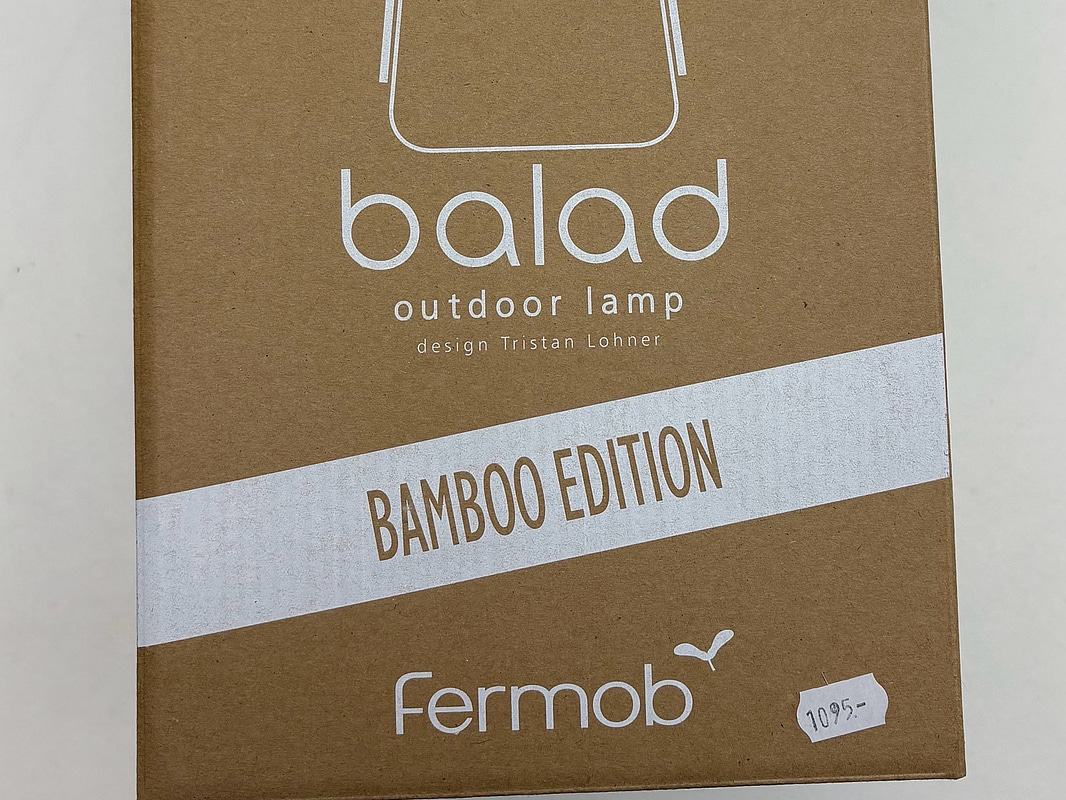 balad
outdoor lamp
design Tristan Lohner
BAMBOO EDITION
fermob
1095.-